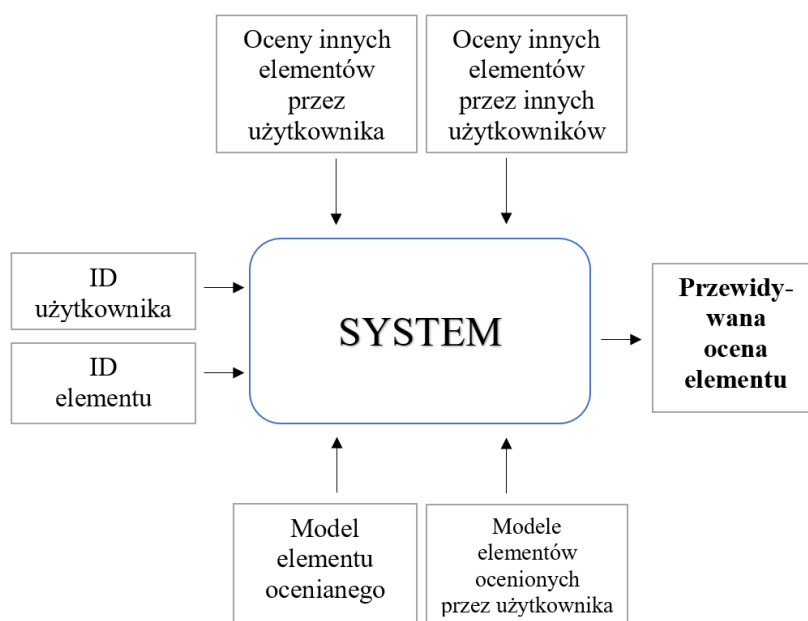 Oceny innych
elementów
przez
użytkownika
Oceny innych
elementów
przez innych
użytkowników
ID
użytkownika
ID
elementu
SYSTEM
Przewidy-
wana
ocena
elementu
Model
elementu
ocenianego
Modele
elementów
ocenionych
przez użytkownika